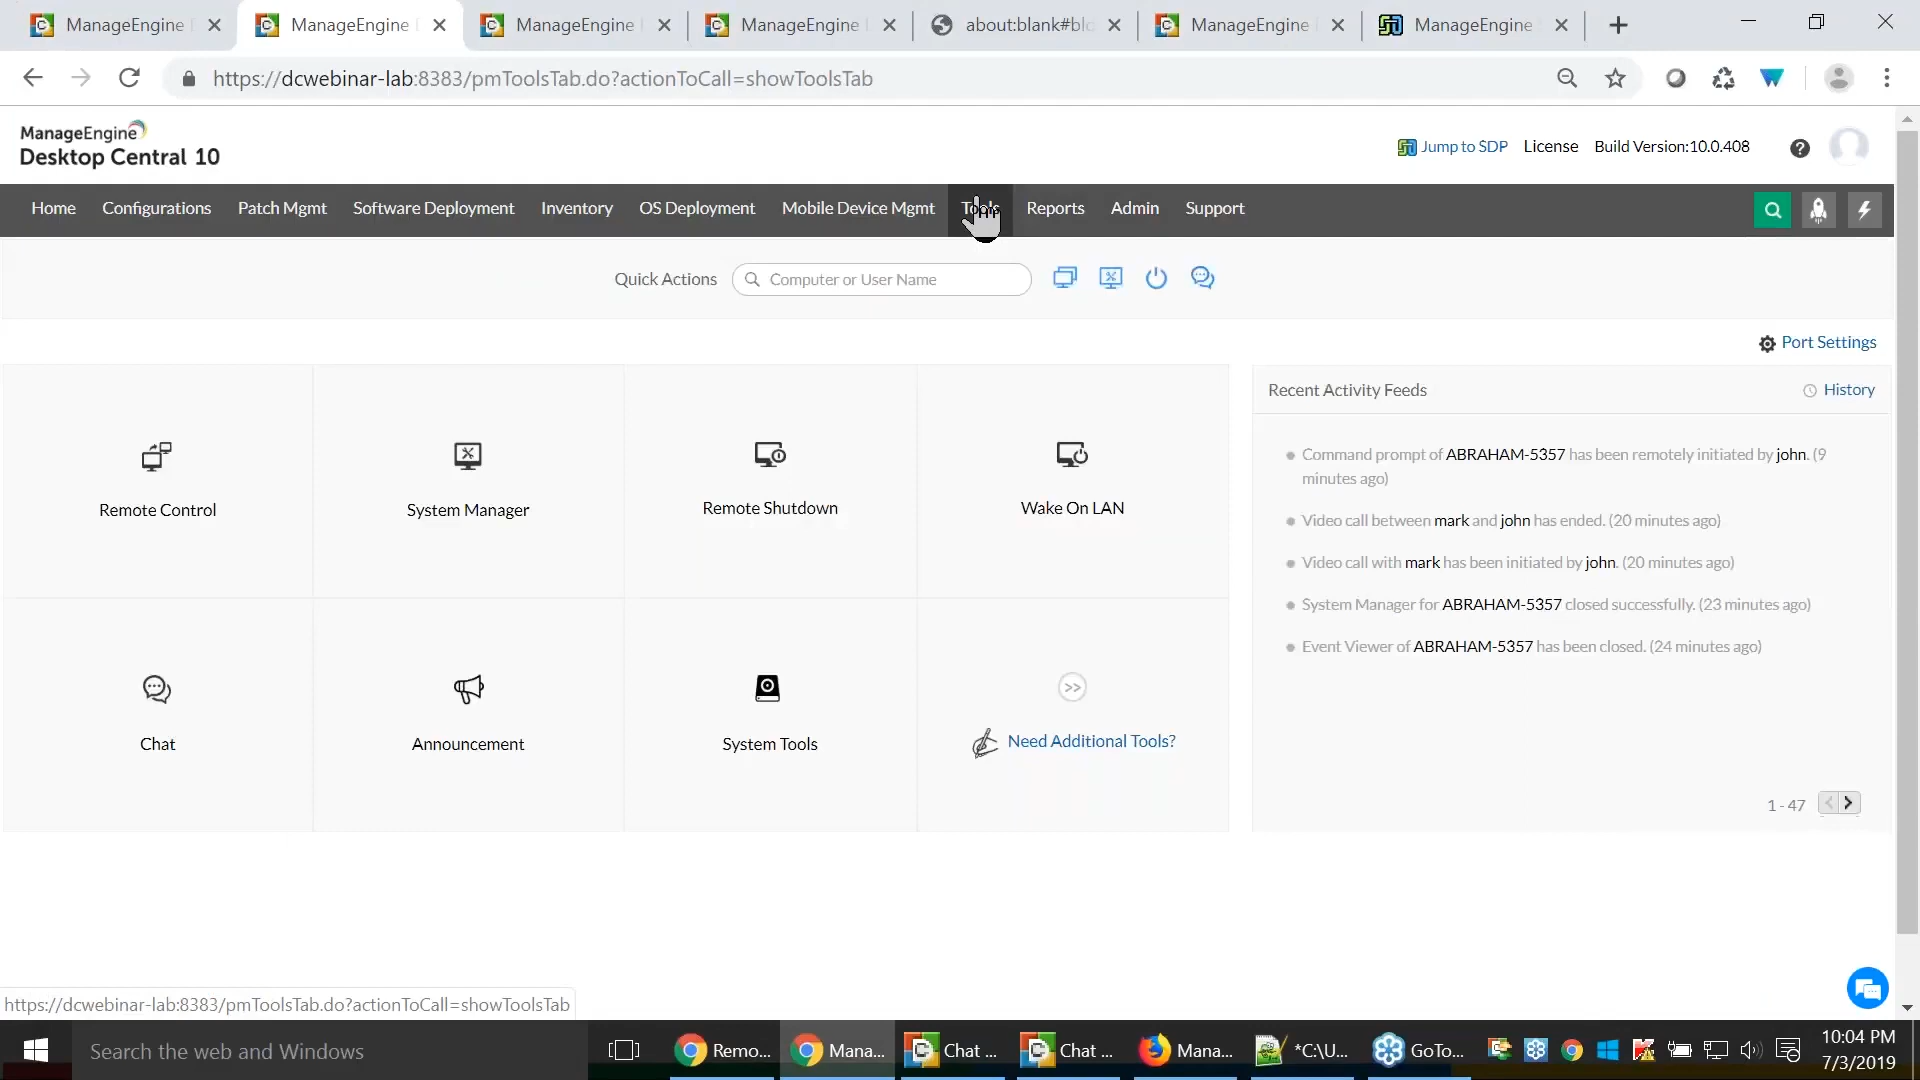 ManageEngine
ManageEngine
ManageEngine
ManageEngine
about:blank#blo
ManageEngine
ManageEngine
https://dcwebinar-lab:8383/pmToolsTab.do?actionToCall=showToolsTab
ManageEngine
Desktop Central 10
Jump to SDP
License
Build Version:10.0.408
Home
Configurations
Patch Mgmt
Software Deployment
Inventory
OS Deployment
Mobile Device Mgmt
Tools
Reports
Admin
Support
Quick Actions
Computer or User Name
Port Settings
Remote Control
System Manager
Remote Shutdown
Wake On LAN
Recent Activity Feeds
History
Command prompt of ABRAHAM-5357 has been remotely initiated by john. (9
minutes ago)
Video call between mark and john has ended. (20 minutes ago)
Video call with mark has been initiated by john. (20 minutes ago)
System Manager for ABRAHAM-5357 closed successfully. (23 minutes ago)
Event Viewer of ABRAHAM-5357 has been closed. (24 minutes ago)
Chat
Announcement
System Tools
Need Additional Tools?
1 - 47
https://dcwebinar-lab:8383/pmToolsTab.do?actionToCall=showToolsTab
Search the web and Windows
Remo...
Mana...
Chat ...
Chat ...
Mana...
*C:\U...
GoTo...
10:04 PM
7/3/2019